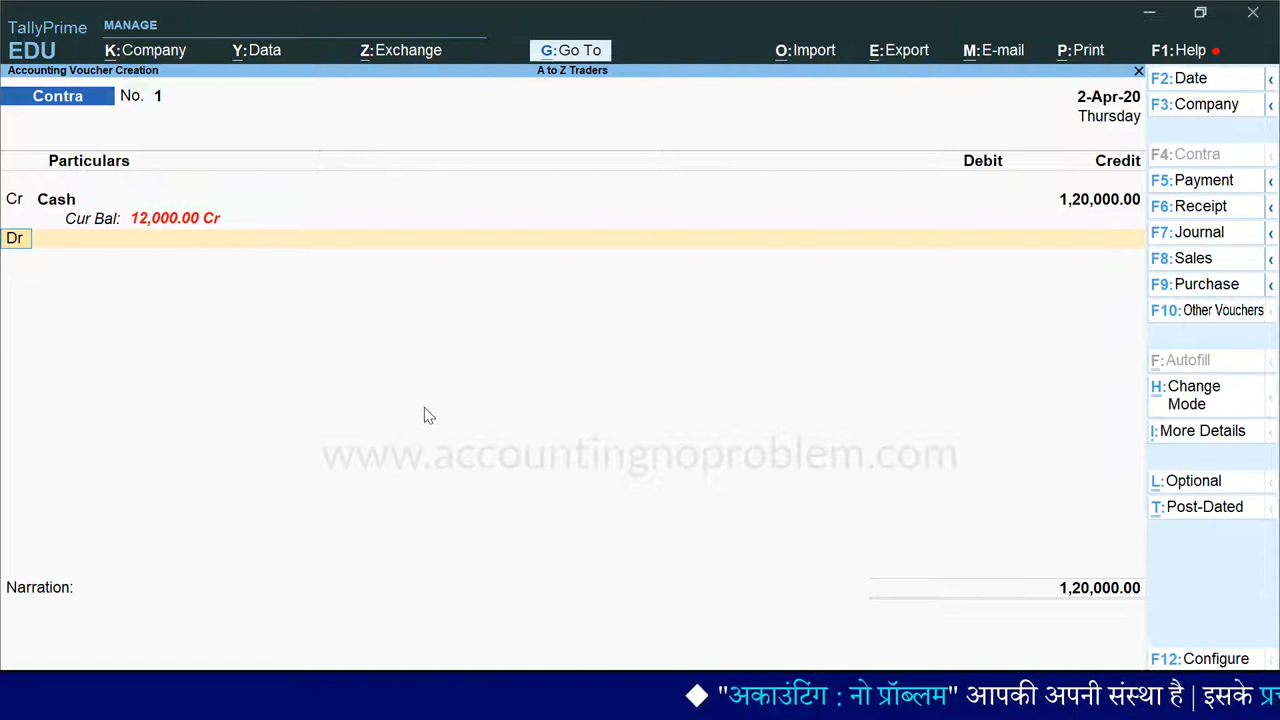 TallyPrime
MANAGE
EDU
K:Company
Y:Data
Z:Exchange
G:Go To
O:Import
E:Export
M:E-mail
P:Print
F1:Help
Accounting Voucher Creation
A to Z Traders
F2:Date
Contra No. 1
2-Apr-20
F3:Company
Thursday
F4:Contra
Particulars Debit Credit
F5:Payment
Cr Cash 1,20,000.00
F6:Receipt
Cur Bal: 12,000.00 Cr
F7:Journal
Dr
F8:Sales
F9:Purchase
F10:Other Vouchers
F:Autofill
H:Change
Mode
I:More Details
www.accountingnoproblem.com
L:Optional
T:Post-Dated
Narration: 1,20,000.00
F12:Configure
◆ "अकाउंटिंग : नो प्रॉब्लम" आपकी अपनी संस्था है | इसके